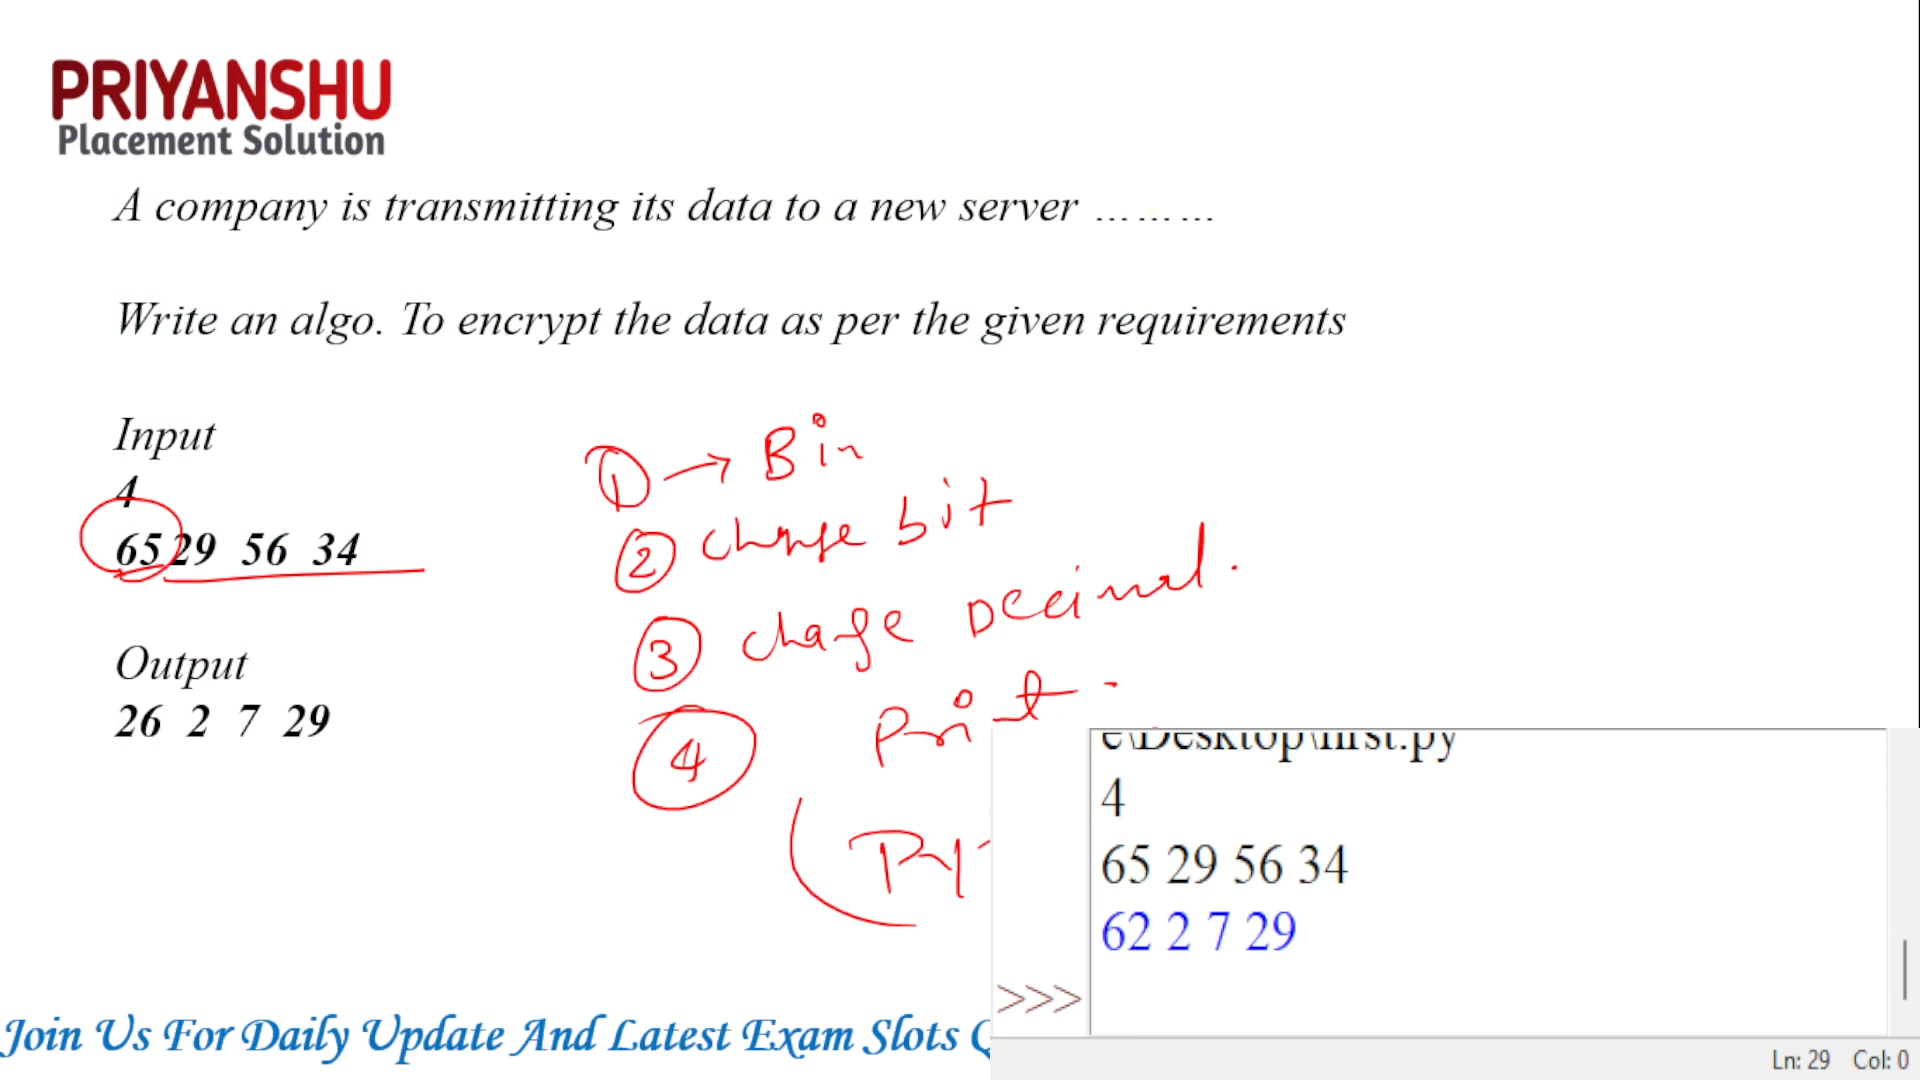 PRIYANSHU
Placement Solution
A company is transmitting its data to a new server .........
Write an algo. To encrypt the data as per the given requirements
Input
4
65 29 56 34
D → Bin
2 change bit
3 change Decimal.
4 Print.
Output
26 2 7 29
e\Desktop\first.py
4
65 29 56 34
62 2 7 29
>>>
Join Us For Daily Update And Latest Exam Slots
Ln: 29 Col: 0